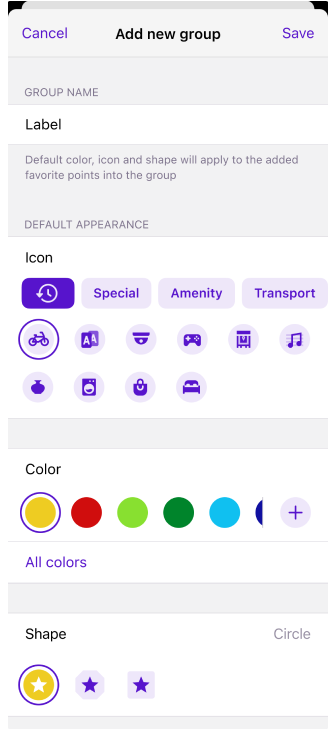 Cancel
Add new group
Save
GROUP NAME
Label
Default color, icon and shape will apply to the added
favorite points into the group
DEFAULT APPEARANCE
Icon
Special
Amenity
Transport
Color
All colors
Shape
Circle